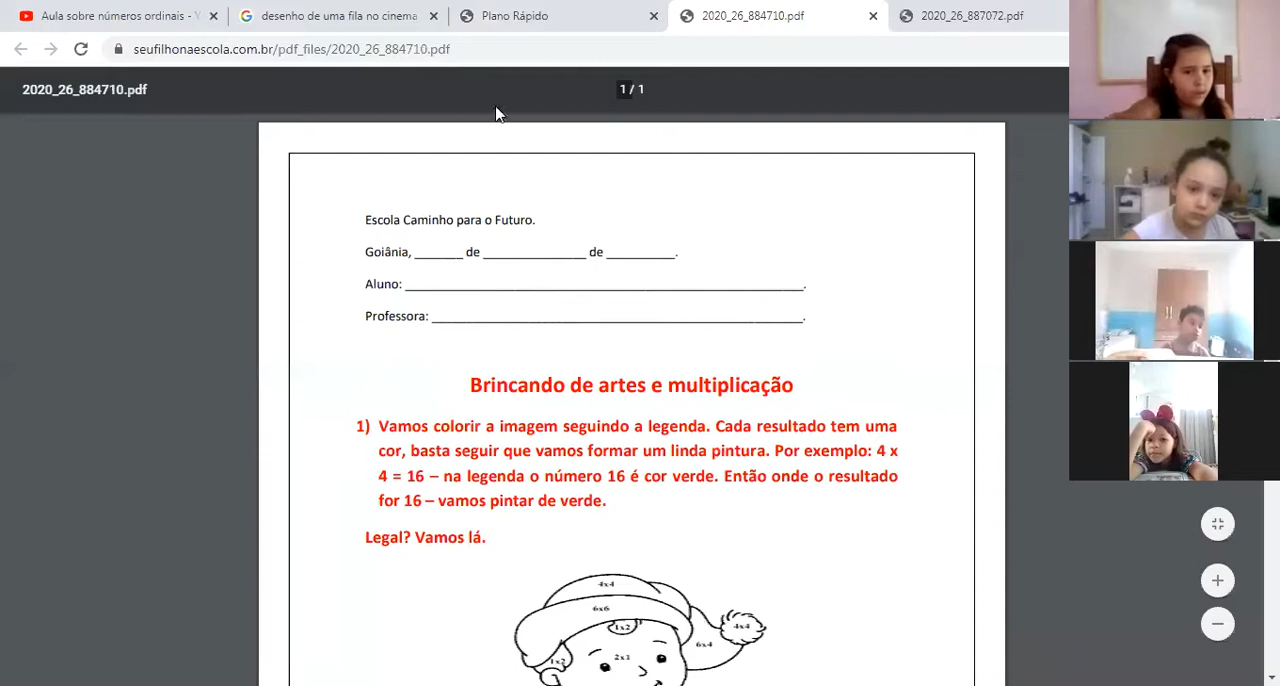 Aula sobre números ordinais - Y
desenho de uma fila no cinema
Plano Rápido
2020_26_884710.pdf
2020_26_887072.pdf
seufilhonaescola.com.br/pdf_files/2020_26_884710.pdf
2020_26_884710.pdf
1 / 1
Escola Caminho para o Futuro.
Goiânia, _______ de _______________ de __________.
Aluno: ___________________________________________________________.
Professora: _______________________________________________________.
Brincando de artes e multiplicação
1) Vamos colorir a imagem seguindo a legenda. Cada resultado tem uma
cor, basta seguir que vamos formar um linda pintura. Por exemplo: 4 x
4 = 16 – na legenda o número 16 é cor verde. Então onde o resultado
for 16 – vamos pintar de verde.
Legal? Vamos lá.
4x4
6x6
1x2
4x4
6x4
1x2
2x1